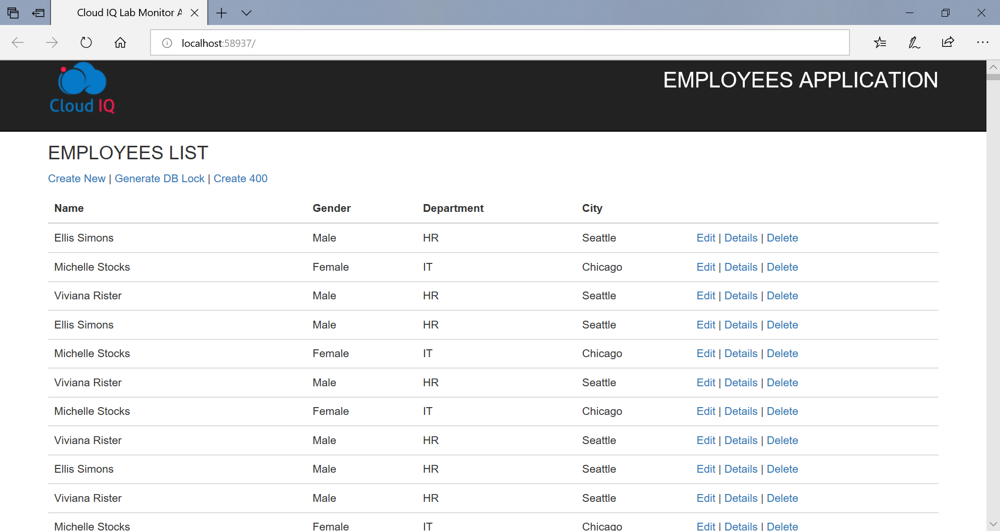 Cloud IQ Lab Monitor A
localhost:58937/
Cloud IQ
EMPLOYEES APPLICATION
EMPLOYEES LIST
Create New | Generate DB Lock | Create 400
Name Gender Department City
Ellis Simons Male HR Seattle Edit | Details | Delete
Michelle Stocks Female IT Chicago Edit | Details | Delete
Viviana Rister Male HR Seattle Edit | Details | Delete
Ellis Simons Male HR Seattle Edit | Details | Delete
Michelle Stocks Female IT Chicago Edit | Details | Delete
Viviana Rister Male HR Seattle Edit | Details | Delete
Michelle Stocks Female IT Chicago Edit | Details | Delete
Viviana Rister Male HR Seattle Edit | Details | Delete
Ellis Simons Male HR Seattle Edit | Details | Delete
Viviana Rister Male HR Seattle Edit | Details | Delete
Michelle Stocks Female IT Chicago Edit | Details | Delete